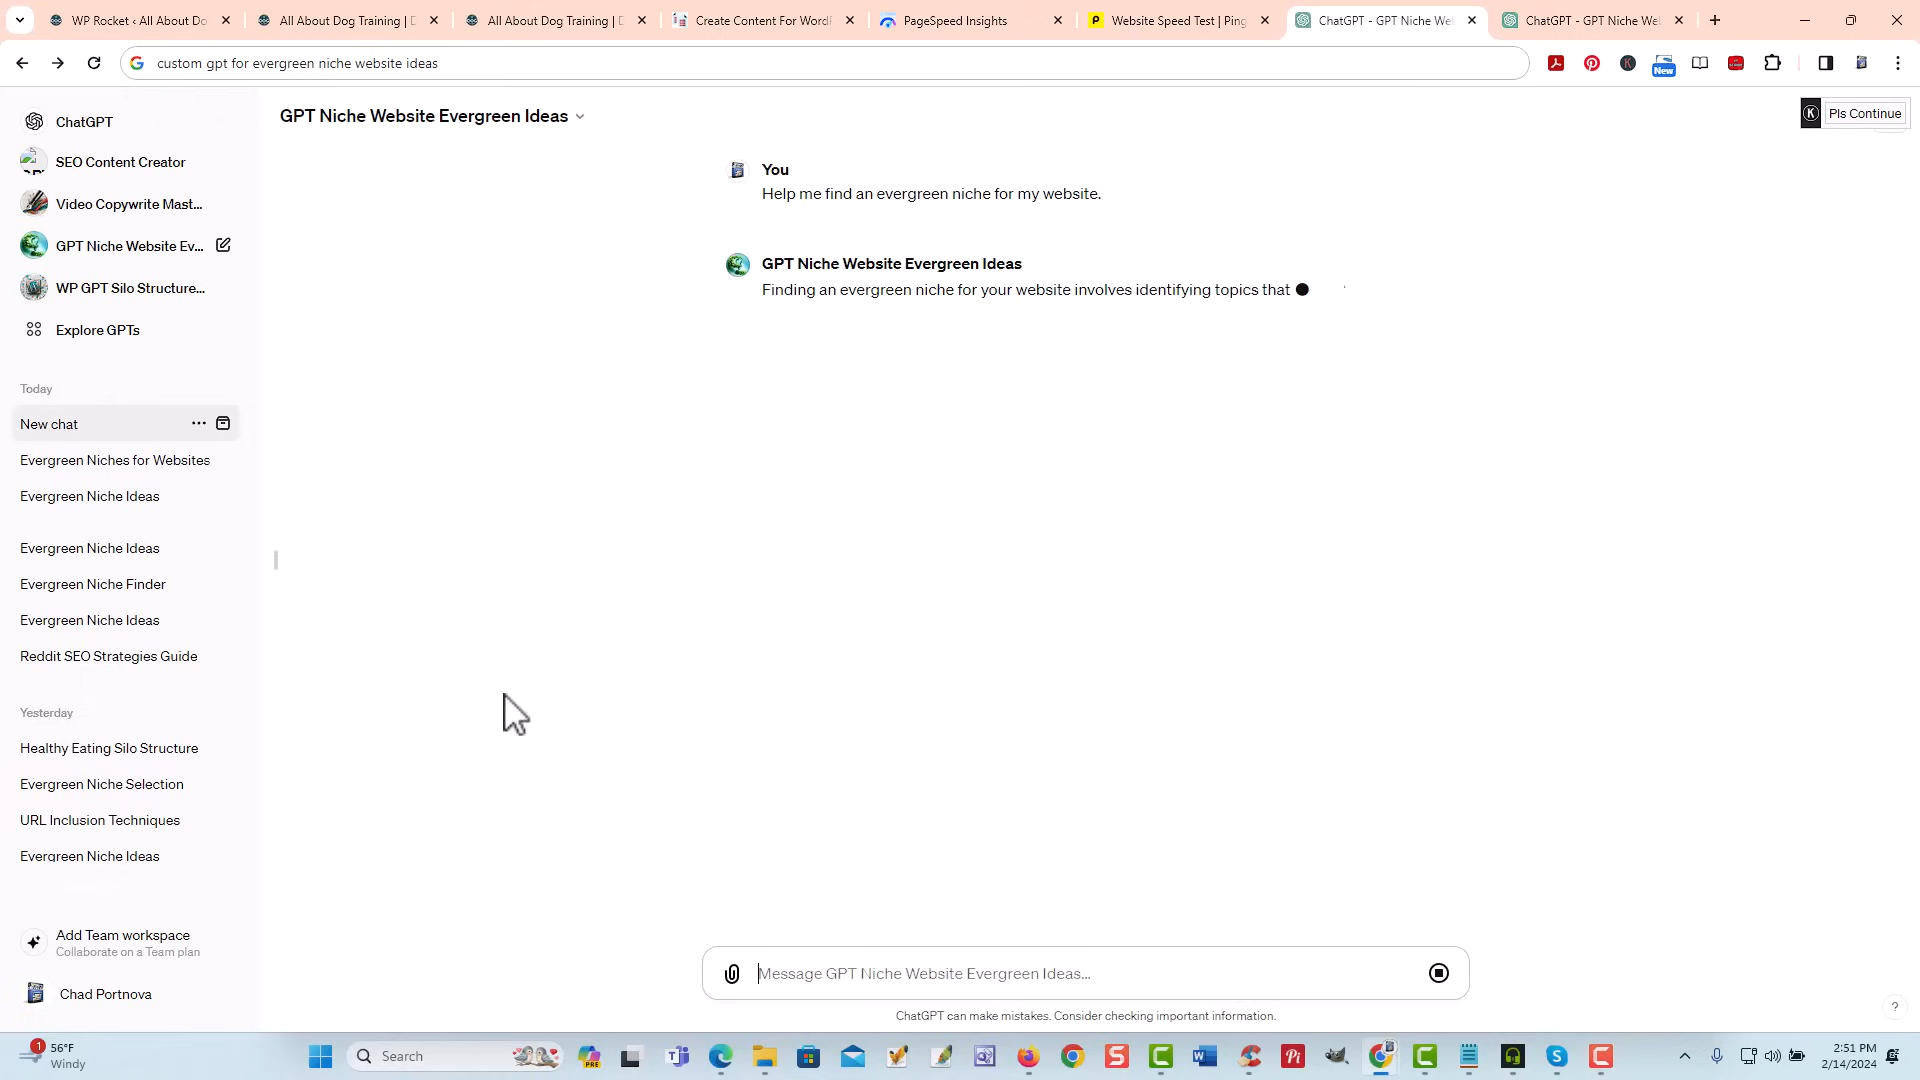 WP Rocket ‹ All About Do
All About Dog Training | D
All About Dog Training | D
Create Content For WordF
PageSpeed Insights
Website Speed Test | Ping
ChatGPT - GPT Niche We
ChatGPT - GPT Niche We
custom gpt for evergreen niche website ideas
New
ChatGPT
SEO Content Creator
Video Copywrite Mast...
GPT Niche Website Ev...
WP GPT Silo Structure...
Explore GPTs
Today
New chat
Evergreen Niches for Websites
Evergreen Niche Ideas
Evergreen Niche Ideas
Evergreen Niche Finder
Evergreen Niche Ideas
Reddit SEO Strategies Guide
Yesterday
Healthy Eating Silo Structure
Evergreen Niche Selection
URL Inclusion Techniques
Evergreen Niche Ideas
Add Team workspace
Collaborate on a Team plan
Chad Portnova
GPT Niche Website Evergreen Ideas
Pls Continue
You
Help me find an evergreen niche for my website.
GPT Niche Website Evergreen Ideas
Finding an evergreen niche for your website involves identifying topics that
Message GPT Niche Website Evergreen Ideas...
ChatGPT can make mistakes. Consider checking important information.
?
1
56°F
Windy
Search
PRE
2:51 PM
2/14/2024